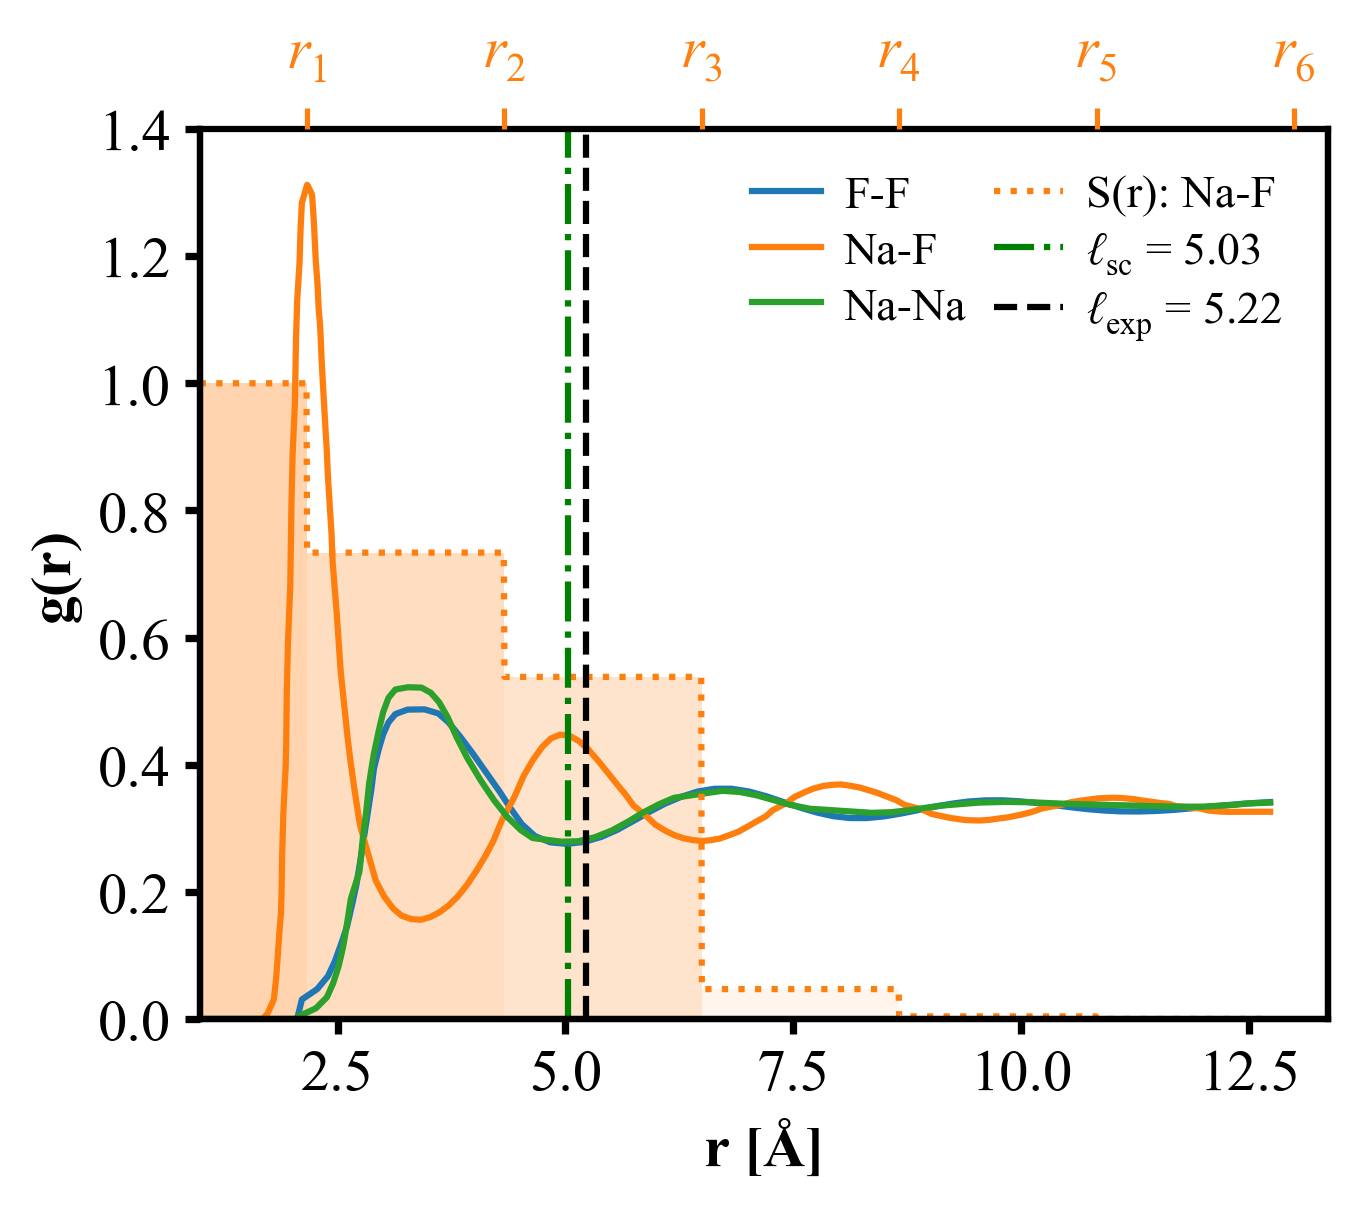 r1 r2 r3 r4 r5 r6
1.4
1.2
1.0
0.8
0.6
0.4
0.2
0.0
g(r)
F-F
Na-F
Na-Na
S(r): Na-F
ℓsc = 5.03
ℓexp = 5.22
2.5 5.0 7.5 10.0 12.5
r [Å]